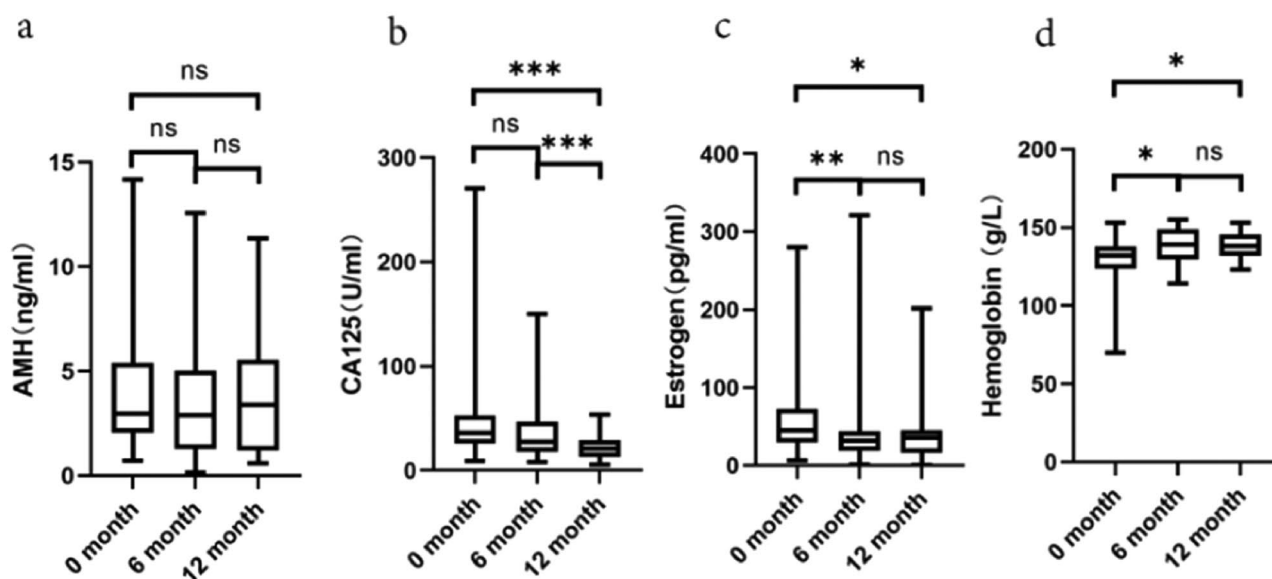 a
ns
ns
ns
AMH(ng/ml)
15
10
5
0
0 month
6 month
12 month
b
***
ns
***
CA125(U/ml)
300
200
100
0
0 month
6 month
12 month
c
*
**
ns
Estrogen(pg/ml)
400
300
200
100
0
0 month
6 month
12 month
d
*
*
ns
Hemoglobin (g/L)
200
150
100
50
0
0 month
6 month
12 month